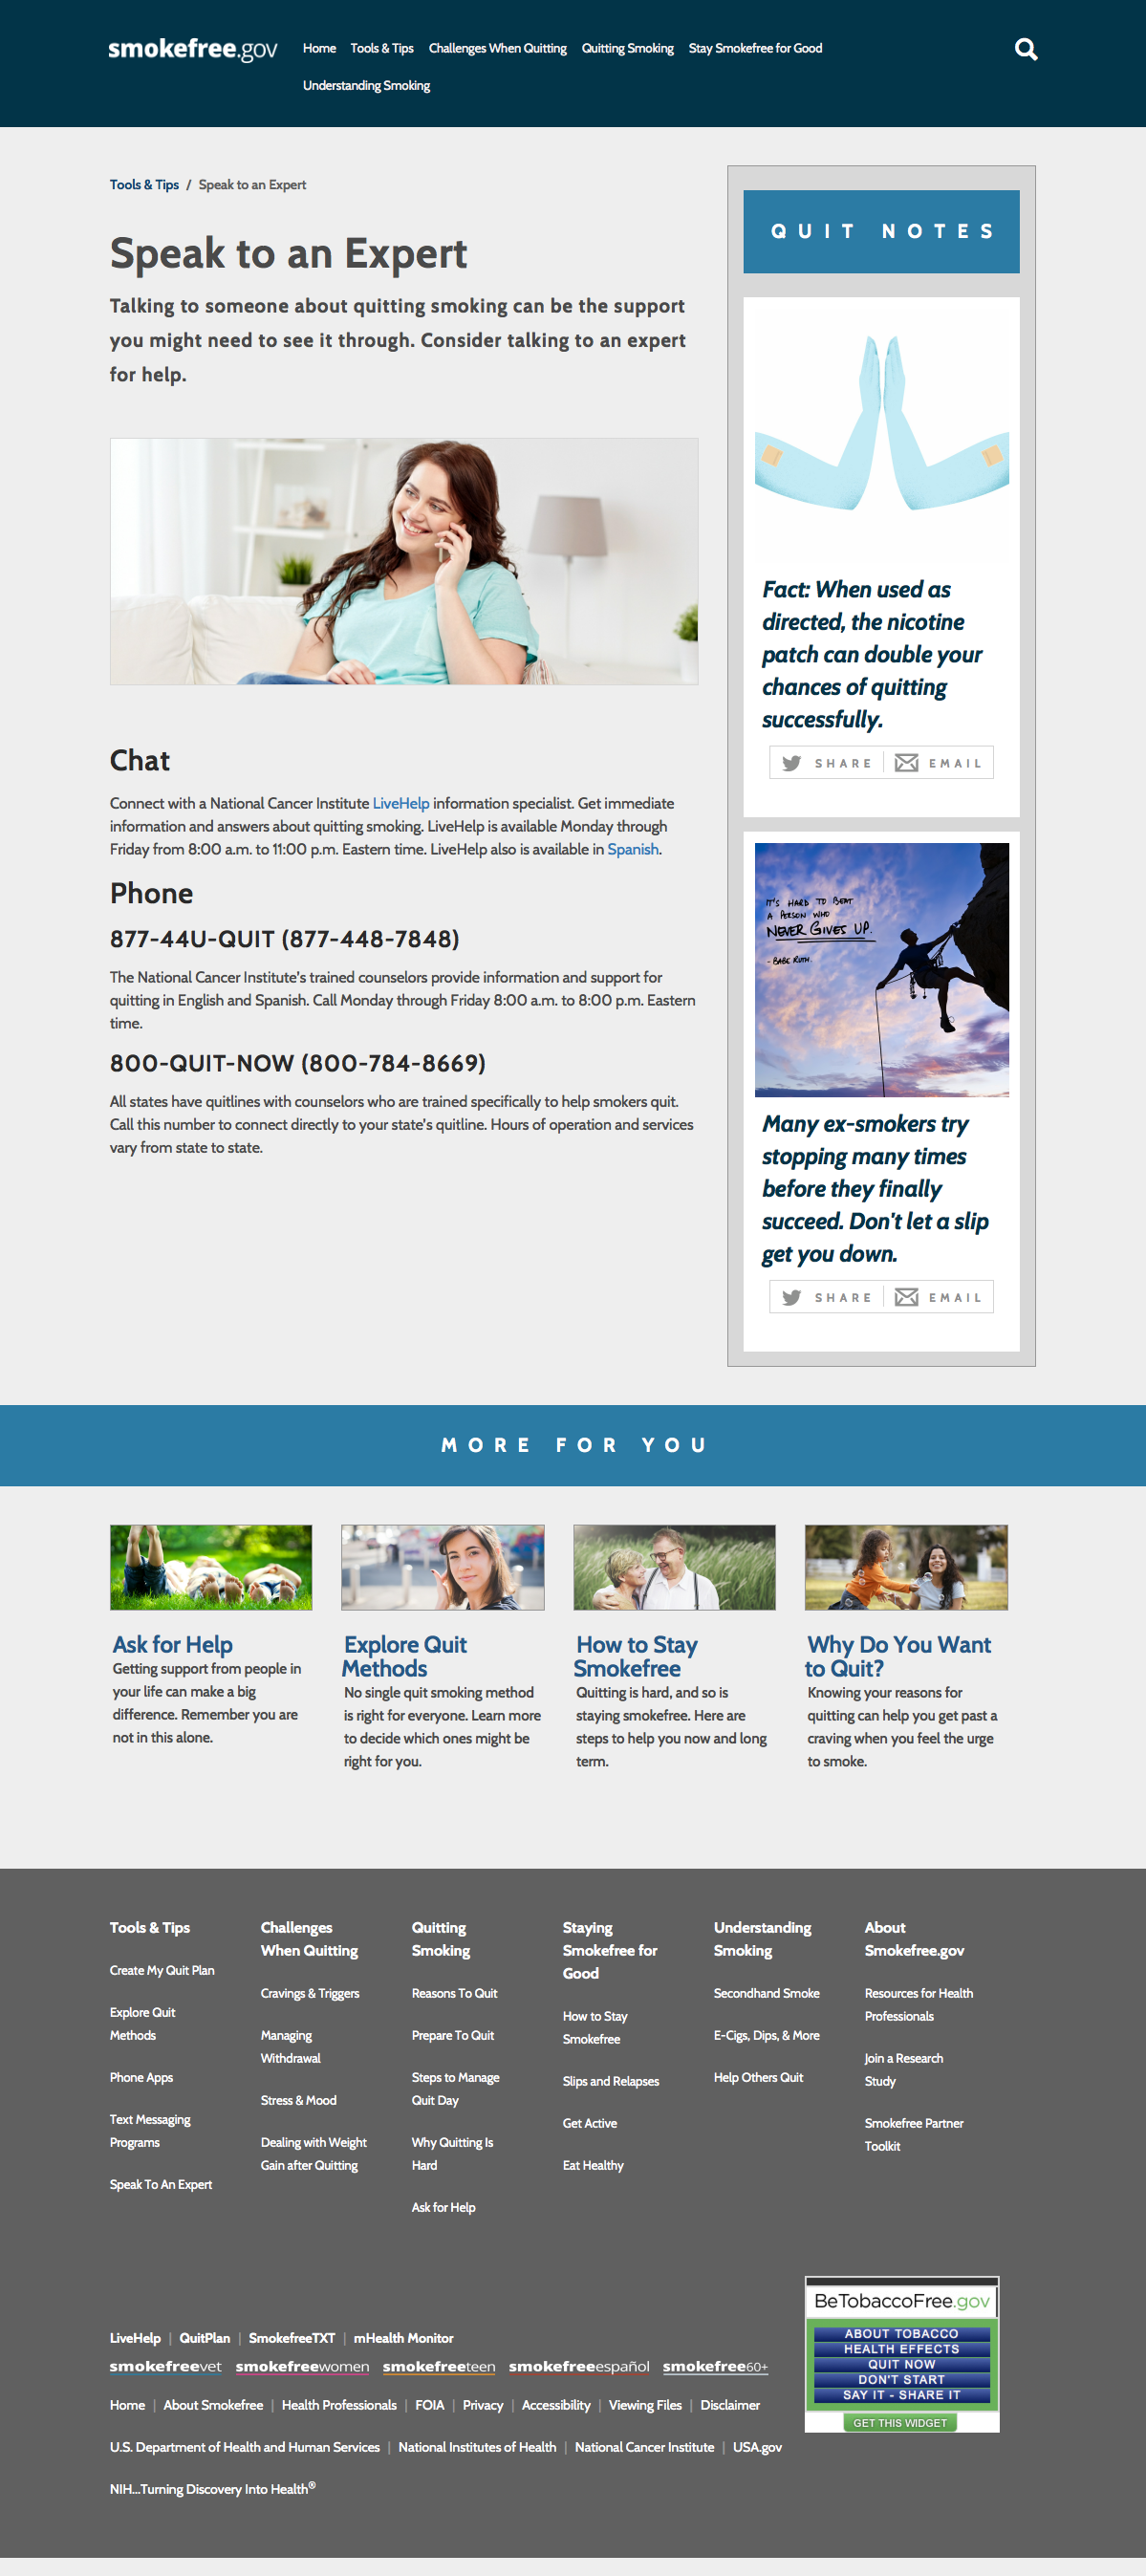 smokefree.gov
Home Tools & Tips Challenges When Quitting Quitting Smoking Stay Smokefree for Good
Understanding Smoking
Tools & Tips / Speak to an Expert
Speak to an Expert
Talking to someone about quitting smoking can be the support
you might need to see it through. Consider talking to an expert
for help.
Chat
Connect with a National Cancer Institute LiveHelp information specialist. Get immediate
information and answers about quitting smoking. LiveHelp is available Monday through
Friday from 8:00 a.m. to 11:00 p.m. Eastern time. LiveHelp also is available in Spanish.
Phone
877-44U-QUIT (877-448-7848)
The National Cancer Institute's trained counselors provide information and support for
quitting in English and Spanish. Call Monday through Friday 8:00 a.m. to 8:00 p.m. Eastern
time.
800-QUIT-NOW (800-784-8669)
All states have quitlines with counselors who are trained specifically to help smokers quit.
Call this number to connect directly to your state's quitline. Hours of operation and services
vary from state to state.
QUIT NOTES
Fact: When used as
directed, the nicotine
patch can double your
chances of quitting
successfully.
SHARE EMAIL
IT'S HARD TO BEAT
A PERSON WHO
NEVER GIVES UP.
- BABE RUTH
Many ex-smokers try
stopping many times
before they finally
succeed. Don't let a slip
get you down.
SHARE EMAIL
MORE FOR YOU
Ask for Help
Getting support from people in
your life can make a big
difference. Remember you are
not in this alone.
Explore Quit
Methods
No single quit smoking method
is right for everyone. Learn more
to decide which ones might be
right for you.
How to Stay
Smokefree
Quitting is hard, and so is
staying smokefree. Here are
steps to help you now and long
term.
Why Do You Want
to Quit?
Knowing your reasons for
quitting can help you get past a
craving when you feel the urge
to smoke.
Tools & Tips
Create My Quit Plan
Explore Quit
Methods
Phone Apps
Text Messaging
Programs
Speak To An Expert
Challenges
When Quitting
Cravings & Triggers
Managing
Withdrawal
Stress & Mood
Dealing with Weight
Gain after Quitting
Quitting
Smoking
Reasons To Quit
Prepare To Quit
Steps to Manage
Quit Day
Why Quitting Is
Hard
Ask for Help
Staying
Smokefree for
Good
How to Stay
Smokefree
Slips and Relapses
Get Active
Eat Healthy
Understanding
Smoking
Secondhand Smoke
E-Cigs, Dips, & More
Help Others Quit
About
Smokefree.gov
Resources for Health
Professionals
Join a Research
Study
Smokefree Partner
Toolkit
LiveHelp | QuitPlan | SmokefreeTXT | mHealth Monitor
smokefreevet smokefreewomen smokefreeteen smokefreeespañol smokefree60+
Home | About Smokefree | Health Professionals | FOIA | Privacy | Accessibility | Viewing Files | Disclaimer
U.S. Department of Health and Human Services | National Institutes of Health | National Cancer Institute | USA.gov
NIH...Turning Discovery Into Health®
BeTobaccoFree.gov
ABOUT TOBACCO
HEALTH EFFECTS
QUIT NOW
DON'T START
SAY IT - SHARE IT
GET THIS WIDGET